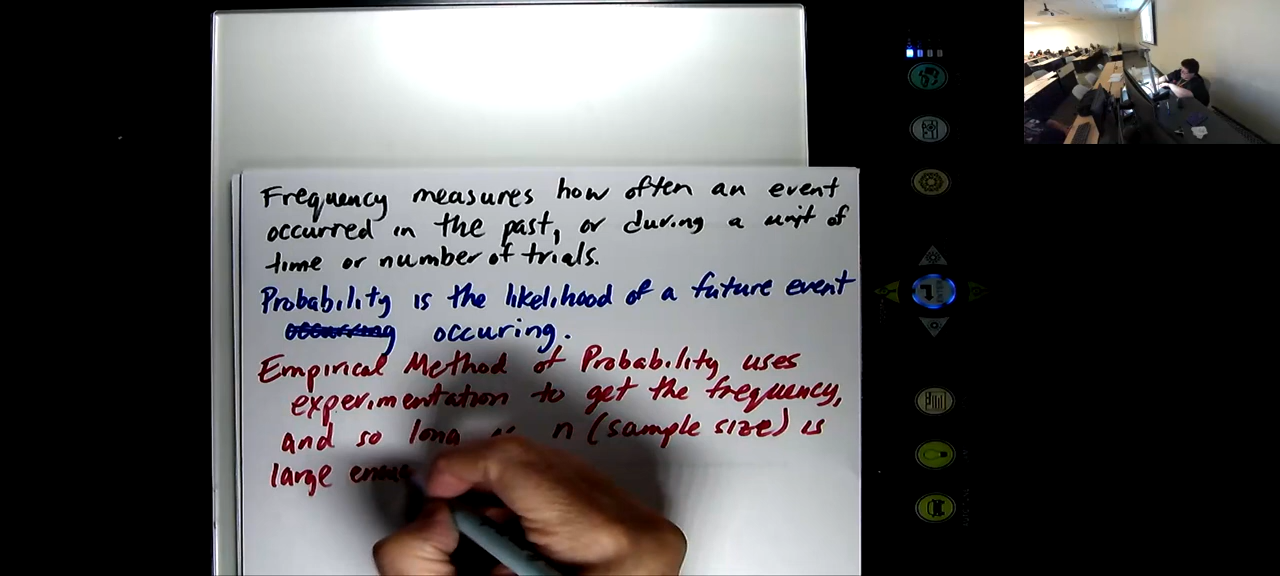 Frequency measures how often an event
occurred in the past, or during a unit of
time or number of trials.
Probability is the likelihood of a future event
occuring.
Empirical Method of Probability uses
experimentation to get the frequency,
and so long as n (sample size) is
large